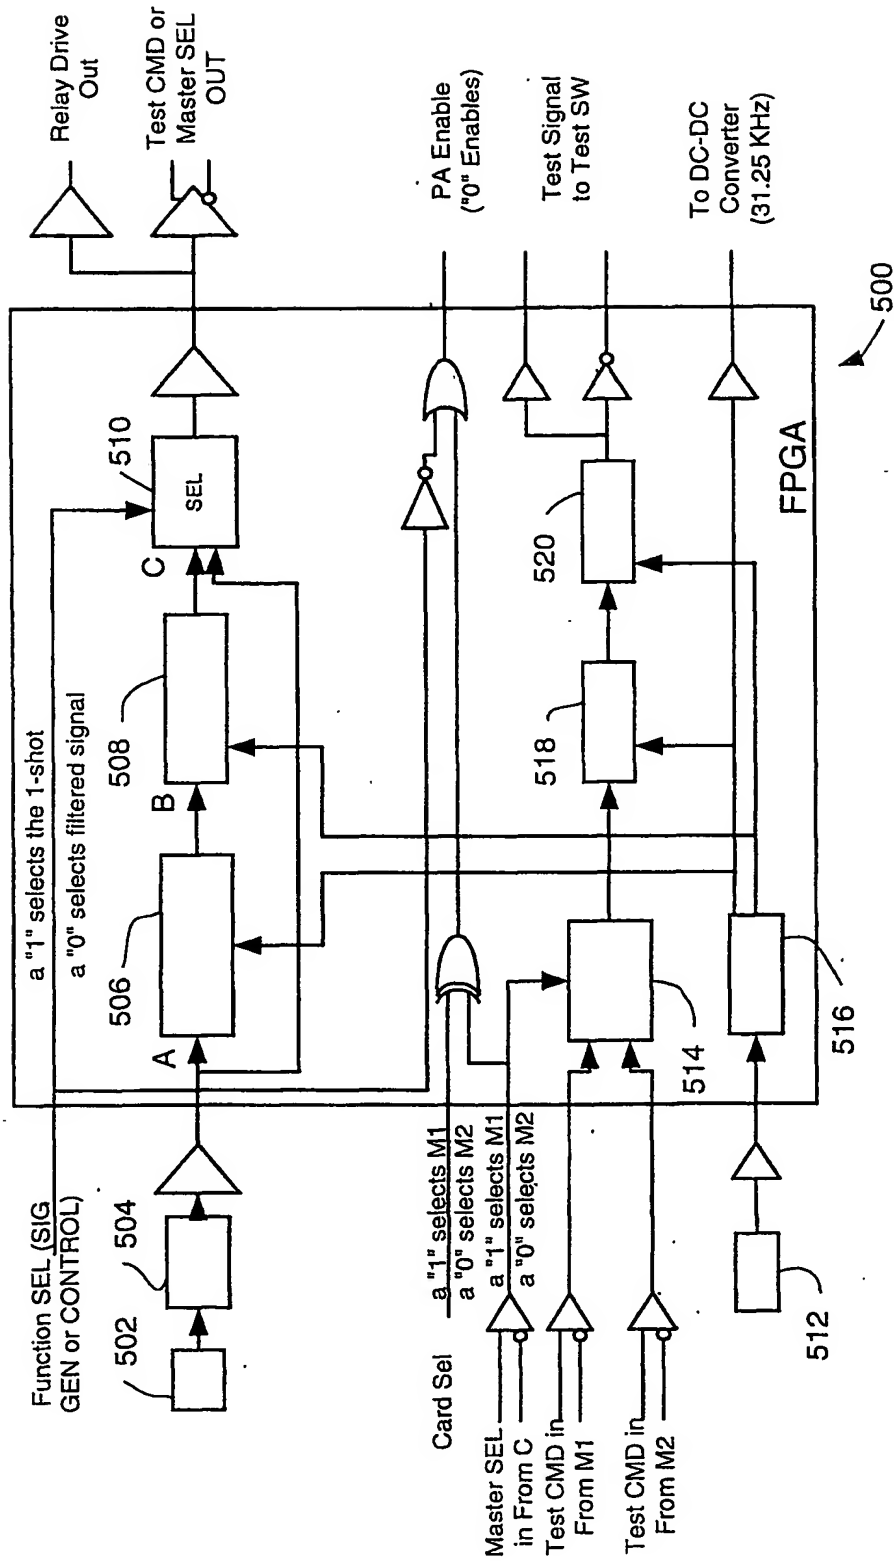 Function SEL (SIG
GEN or CONTROL)
502
504
a "1" selects the 1-shot
a "0" selects filtered signal
A
506
B
508
C
510
SEL
Relay Drive
Out
Test CMD or
Master SEL
OUT
Card Sel
a "1" selects M1
a "0" selects M2
a "1" selects M1
a "0" selects M2
Master SEL
in From C
Test CMD in
From M1
Test CMD in
From M2
PA Enable
("0" Enables)
514
518
520
Test Signal
to Test SW
512
516
FPGA
To DC-DC
Converter
(31.25 KHz)
500